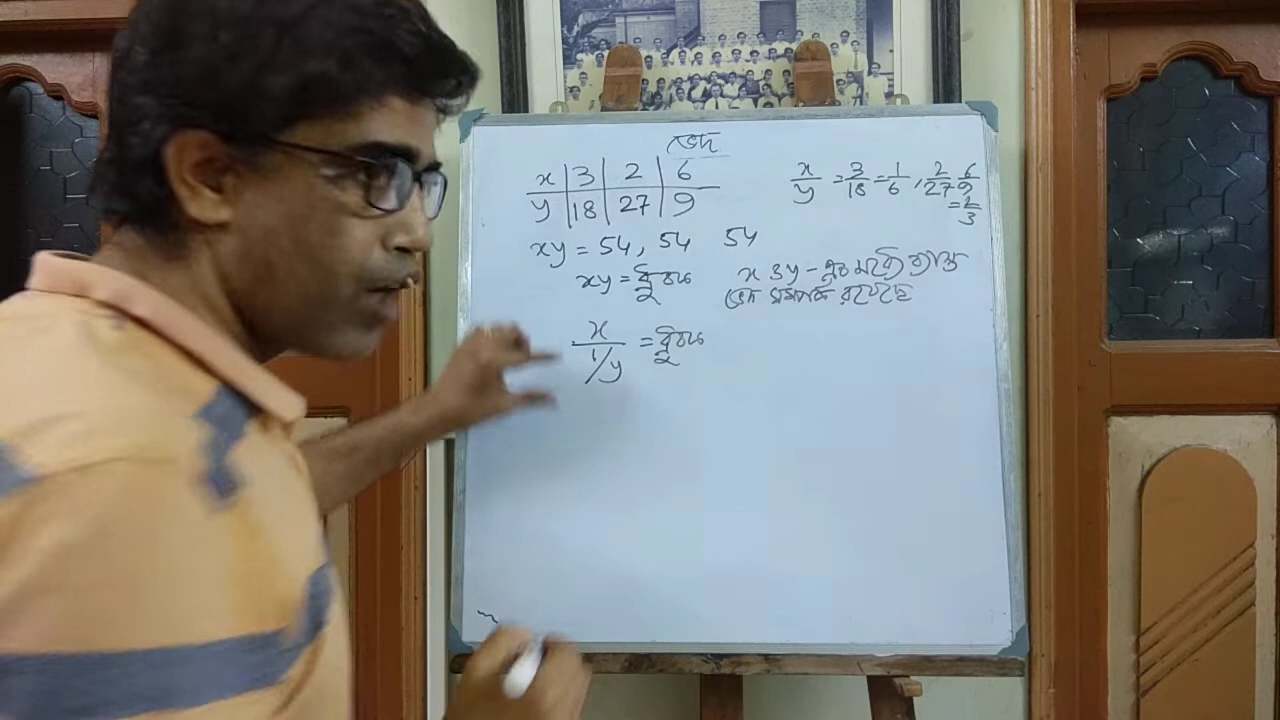 ভেদ
x 3 2 6
y 18 27 9
x/y = 3/18 = 1/6, 2/27 6/9 = 2/3
xy = 54, 54 54
xy = ধ্রুবক
x ও y-এর মধ্যে ব্যস্ত
ভেদ সম্পর্ক রয়েছে
x/(1/y) = ধ্রুবক